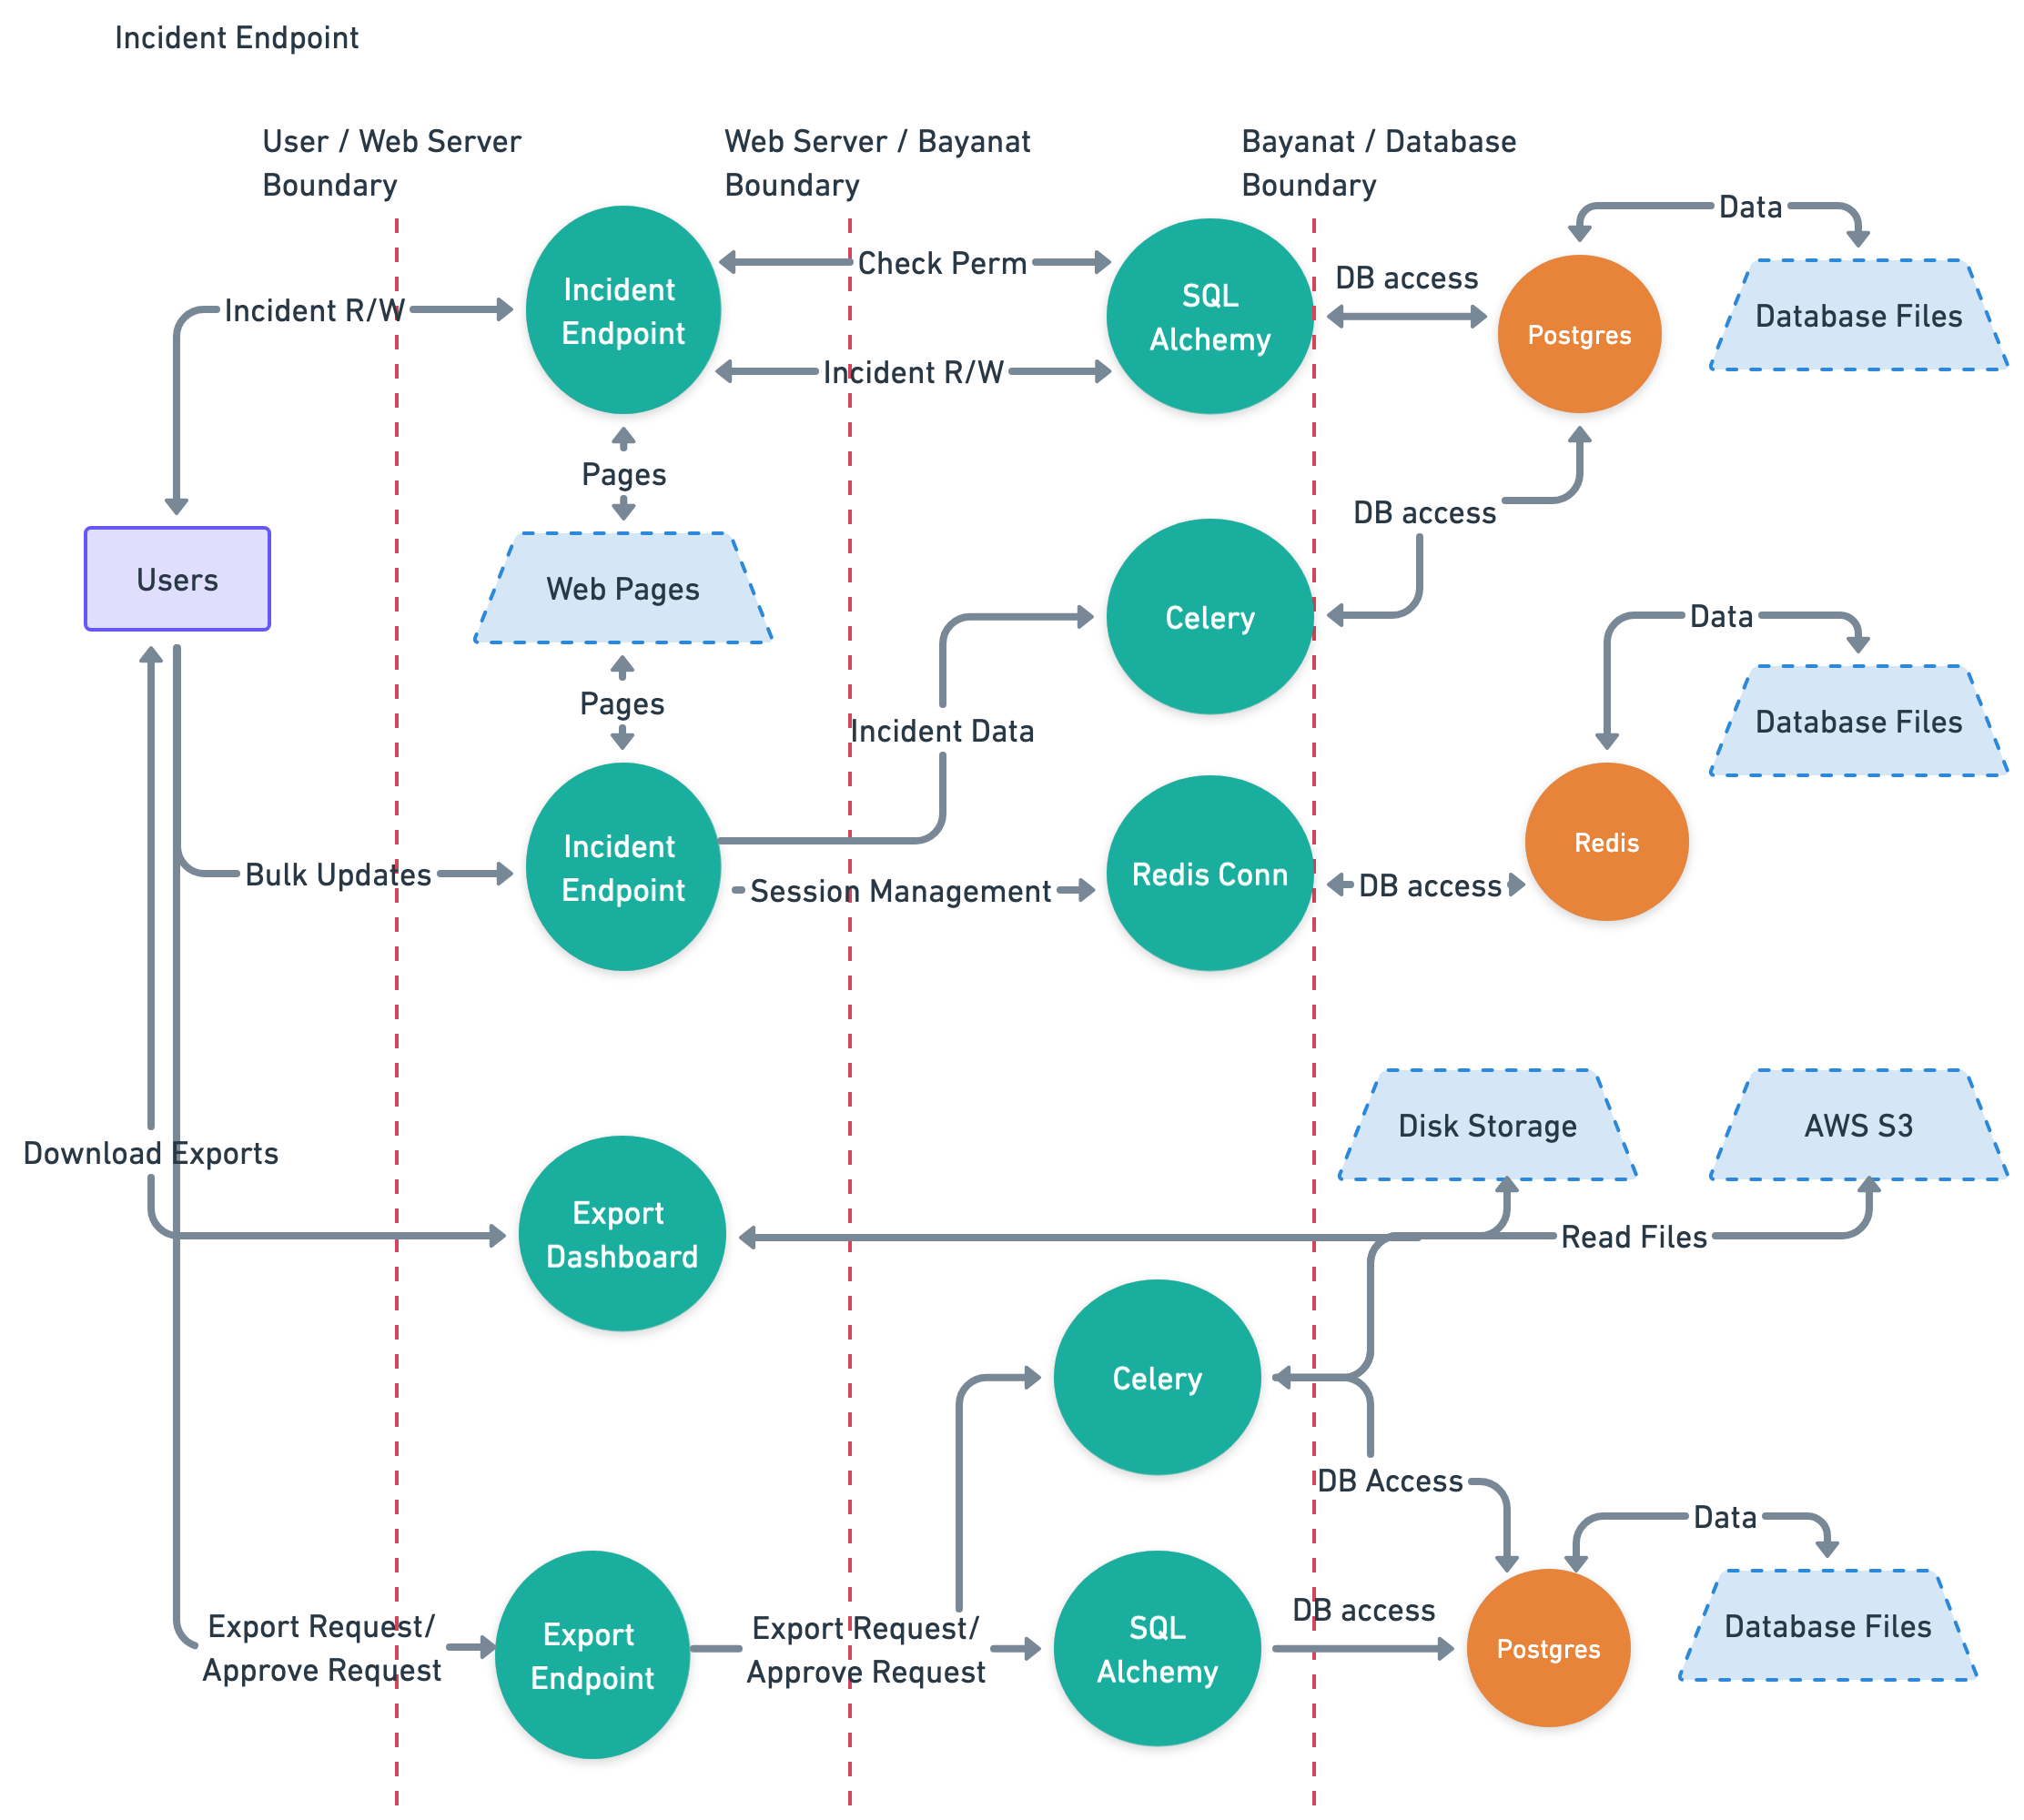 Incident Endpoint
User / Web Server
Boundary
Web Server / Bayanat
Boundary
Bayanat / Database
Boundary
Data
Incident R/W
Incident
Endpoint
Check Perm
Incident R/W
SQL
Alchemy
DB access
Postgres
Database Files
Pages
DB access
Users
Web Pages
Celery
Data
Database Files
Pages
Incident Data
Bulk Updates
Incident
Endpoint
Session Management
Redis Conn
DB access
Redis
Disk Storage
AWS S3
Download Exports
Export
Dashboard
Read Files
Celery
DB Access
Data
Export Request/
Approve Request
Export
Endpoint
Export Request/
Approve Request
SQL
Alchemy
DB access
Postgres
Database Files